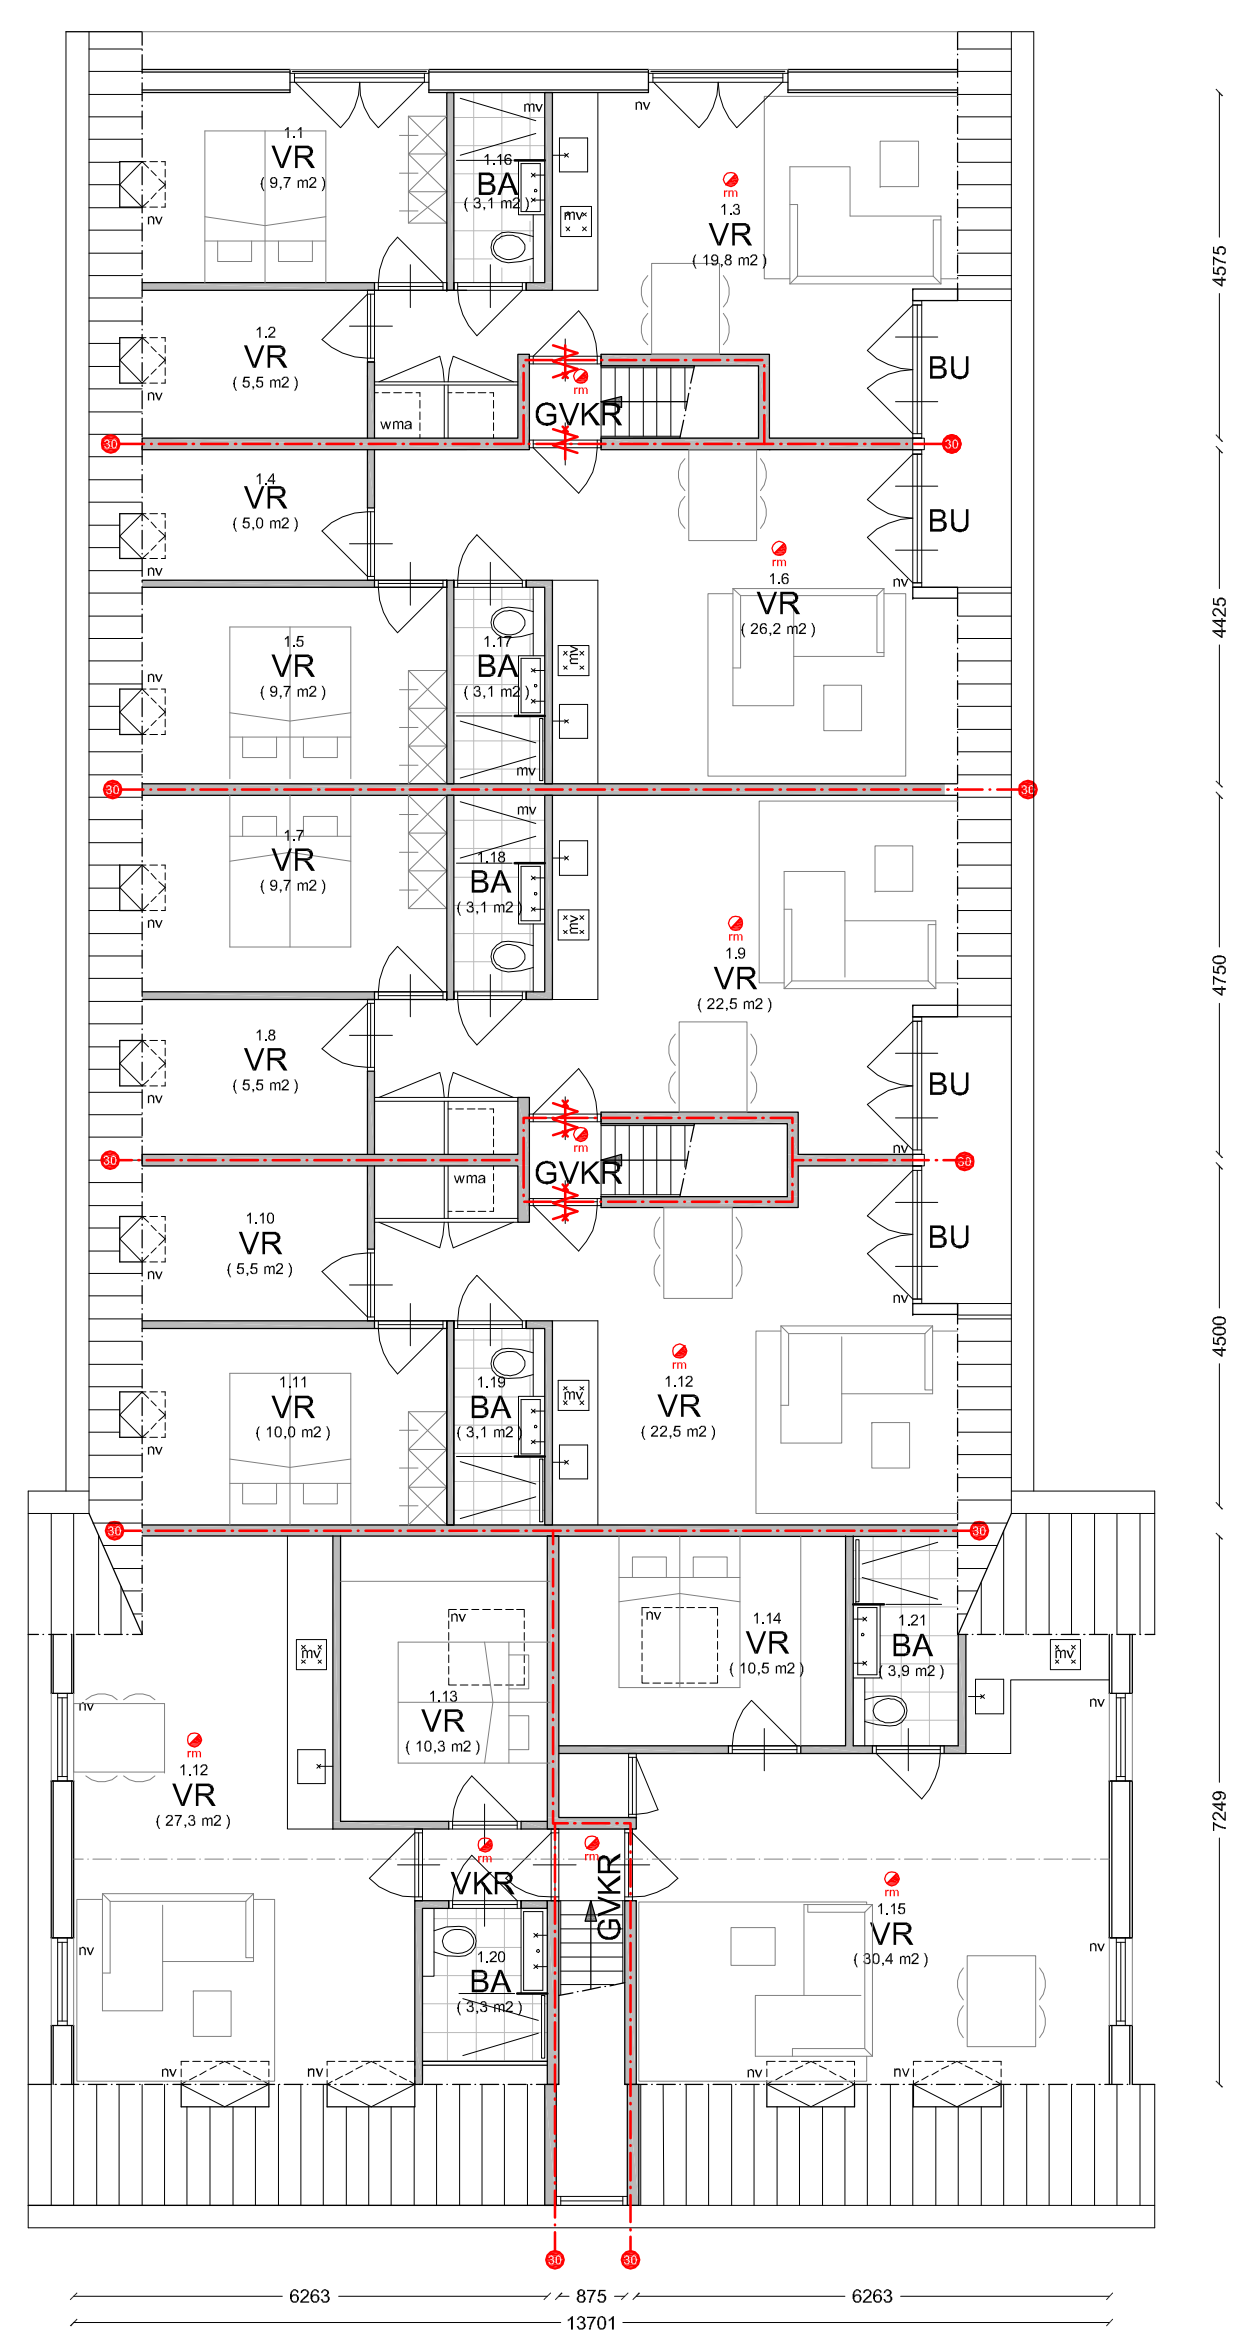 mv
nv
1.1
VR
( 9,7 m2 )
1.16
BA
( 3,1 m2 )
mv
rm
1.3
VR
( 19,8 m2 )
nv
4575
1.2
VR
( 5,5 m2 )
nv
BU
rm
GVKR
wma
30
30
1.4
VR
( 5,0 m2 )
BU
rm
1.6
VR
( 26,2 m2 )
nv
nv
4425
1.5
VR
( 9,7 m2 )
1.17
BA
( 3,1 m2 )
mv
nv
mv
30
30
mv
1.7
VR
( 9,7 m2 )
1.18
BA
( 3,1 m2 )
mv
nv
rm
1.9
VR
( 22,5 m2 )
4750
1.8
VR
( 5,5 m2 )
nv
BU
rm
nv
GVKR
wma
30
30
1.10
VR
( 5,5 m2 )
nv
BU
nv
4500
rm
1.12
VR
( 22,5 m2 )
1.11
VR
( 10,0 m2 )
1.19
BA
( 3,1 m2 )
mv
nv
30
30
nv
nv
1.14
VR
( 10,5 m2 )
1.21
BA
( 3,9 m2 )
mv
mv
1.13
VR
( 10,3 m2 )
nv
nv
rm
1.12
VR
( 27,3 m2 )
7249
rm
VKR
rm
GVKR
rm
1.15
VR
( 30,4 m2 )
nv
nv
1.20
BA
( 3,3 m2 )
nv
nv
nv
nv
30
30
6263
875
6263
13701